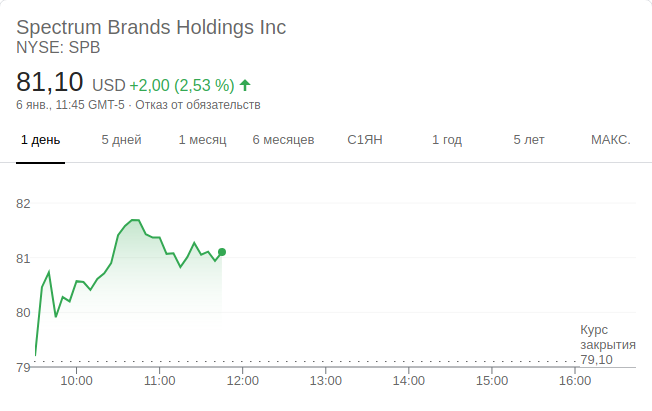 Spectrum Brands Holdings Inc
NYSE: SPB
81,10 USD +2,00 (2,53 %) ↑
6 янв., 11:45 GMT-5 · Отказ от обязательств
1 день 5 дней 1 месяц 6 месяцев С1ЯН 1 год 5 лет МАКС.
82
81
80
79
Курс
закрытия
79,10
10:00 11:00 12:00 13:00 14:00 15:00 16:00